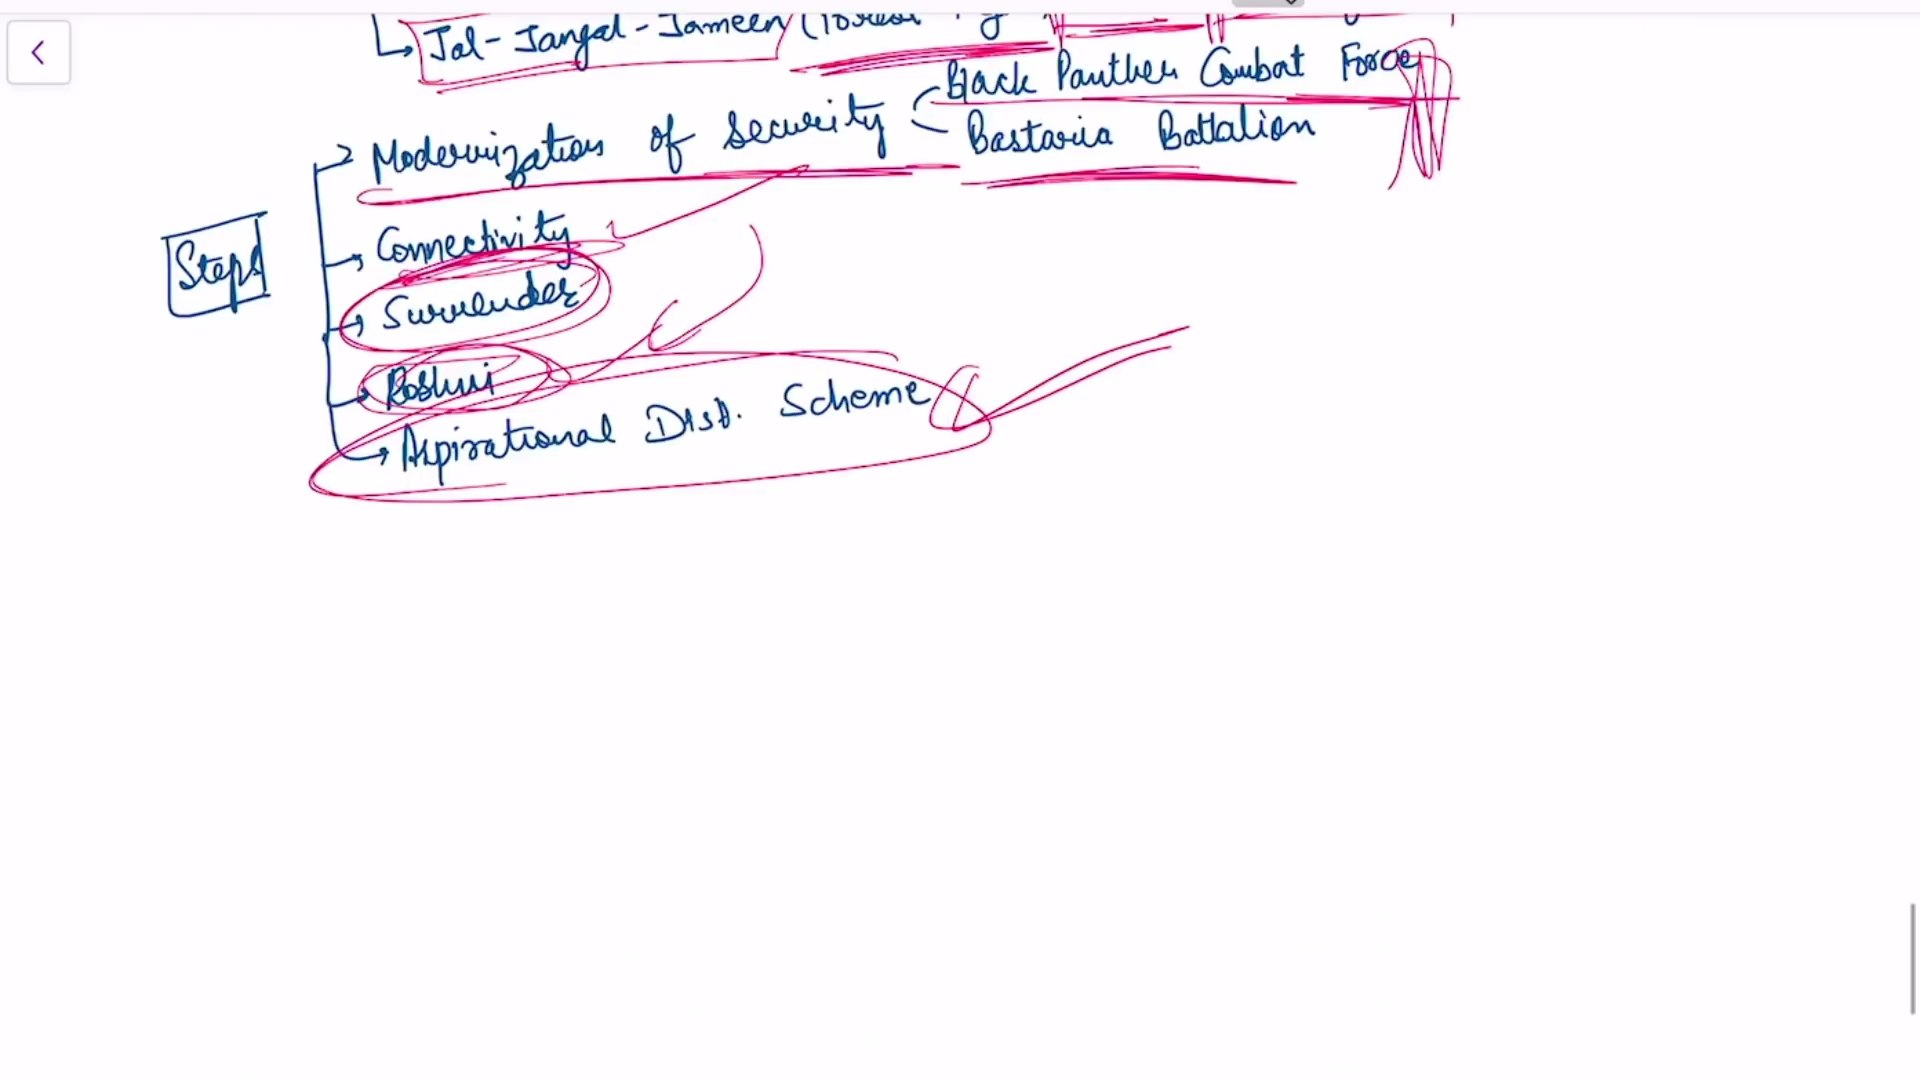 Jal-Jangal-Jameen (Forest
Modernization of security
Black Panther Combat Force
Bastaria Battalion
Steps
Connectivity
Surrender
Roshni
Aspirational Dist. Scheme